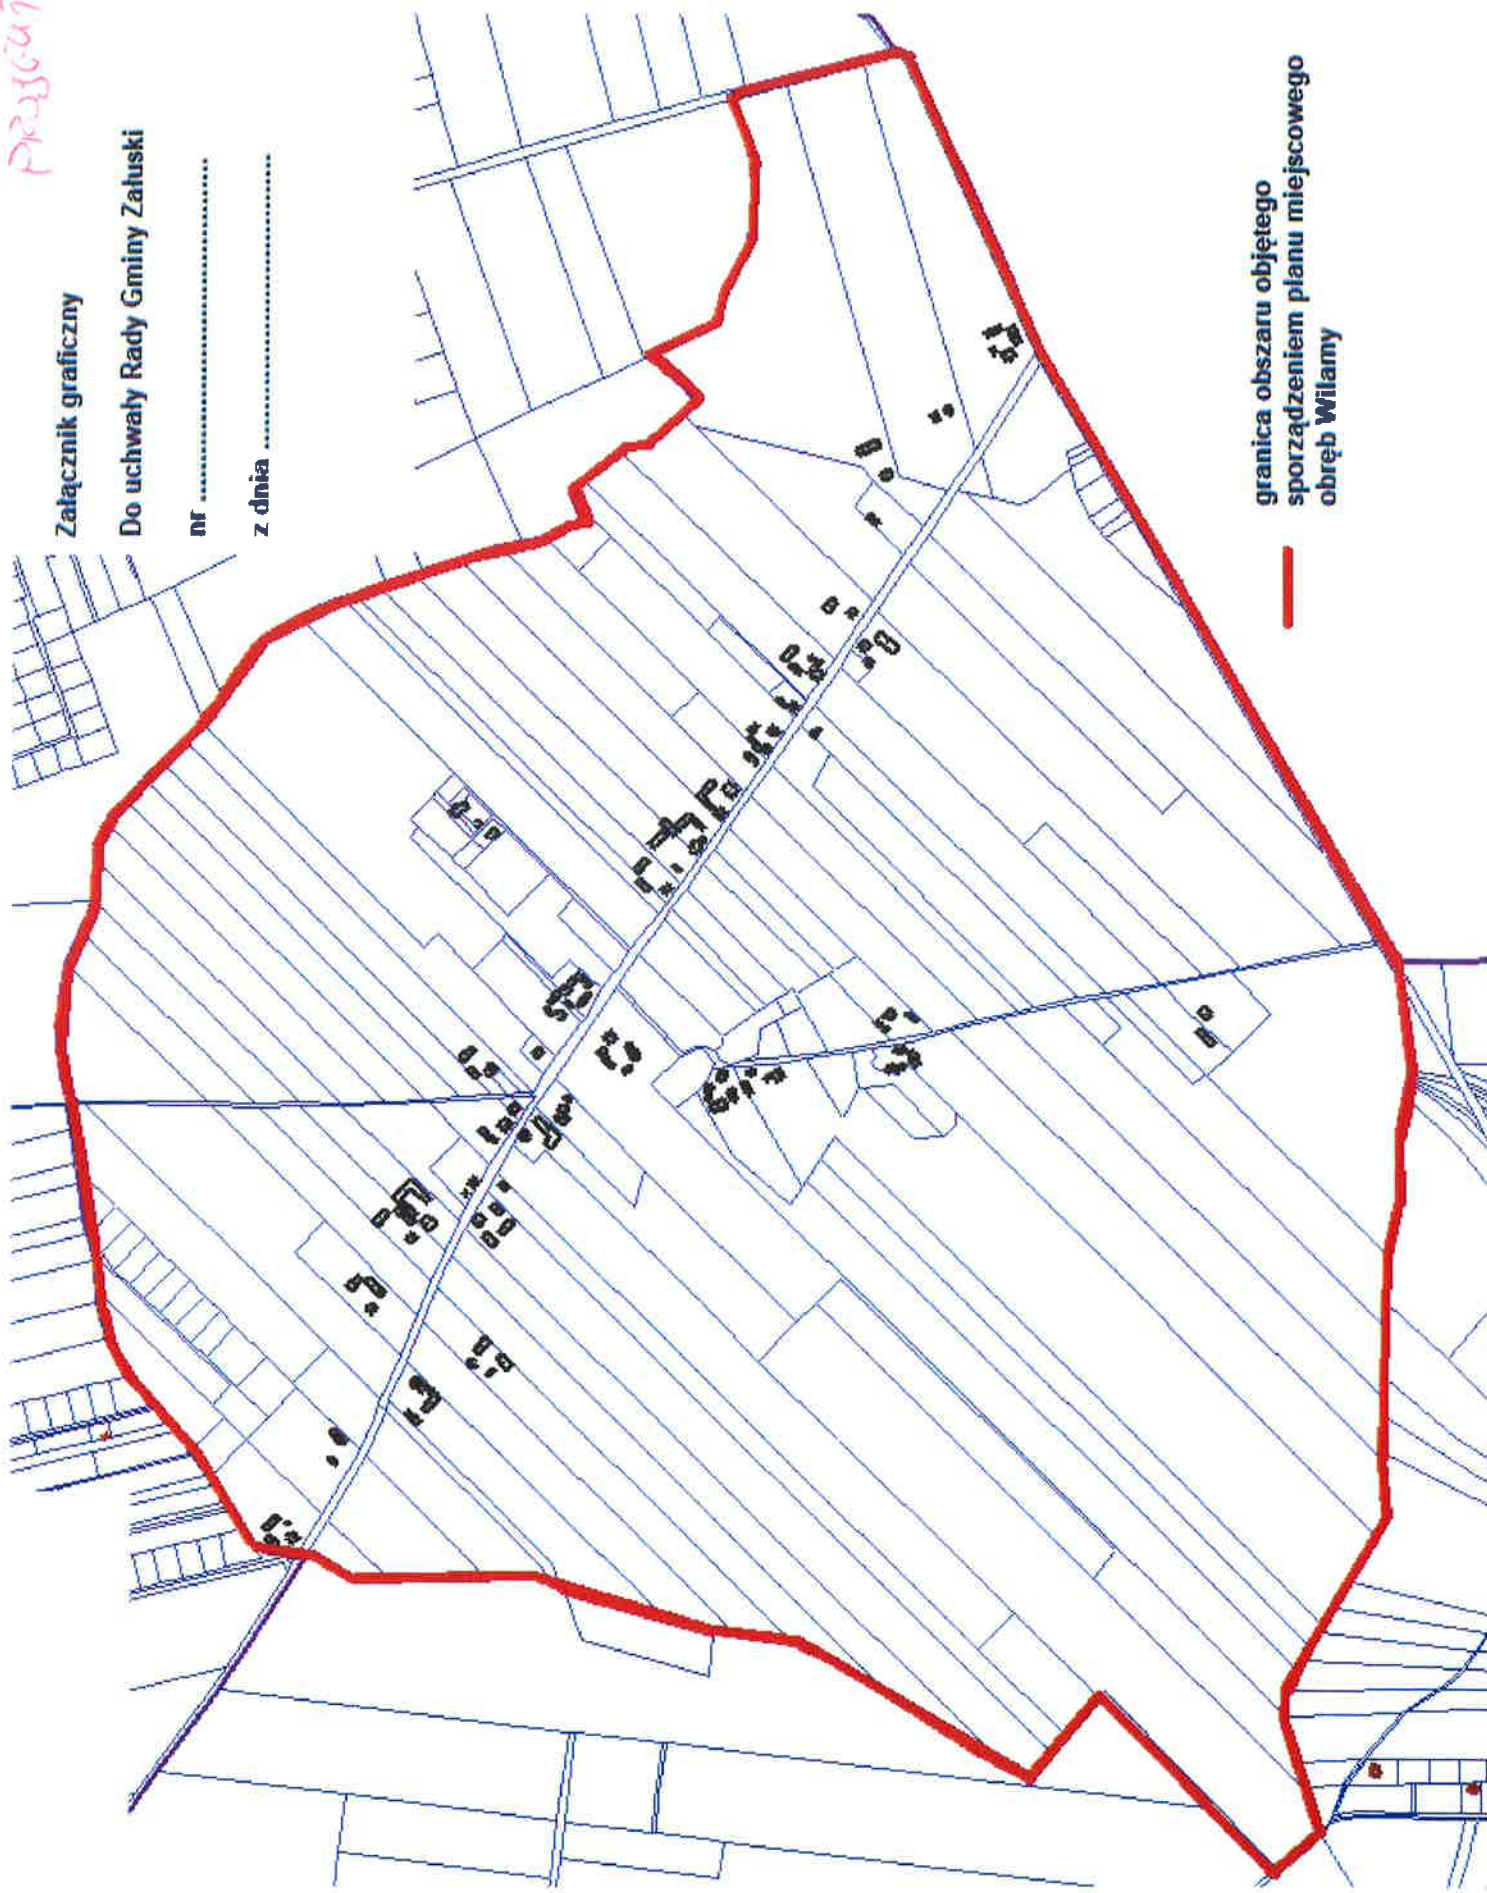 Załącznik graficzny
Do uchwały Rady Gminy Załuski
nr ........................................
z dnia ...................................
granica obszaru objętego
sporządzeniem planu miejscowego
obręb Wilamy